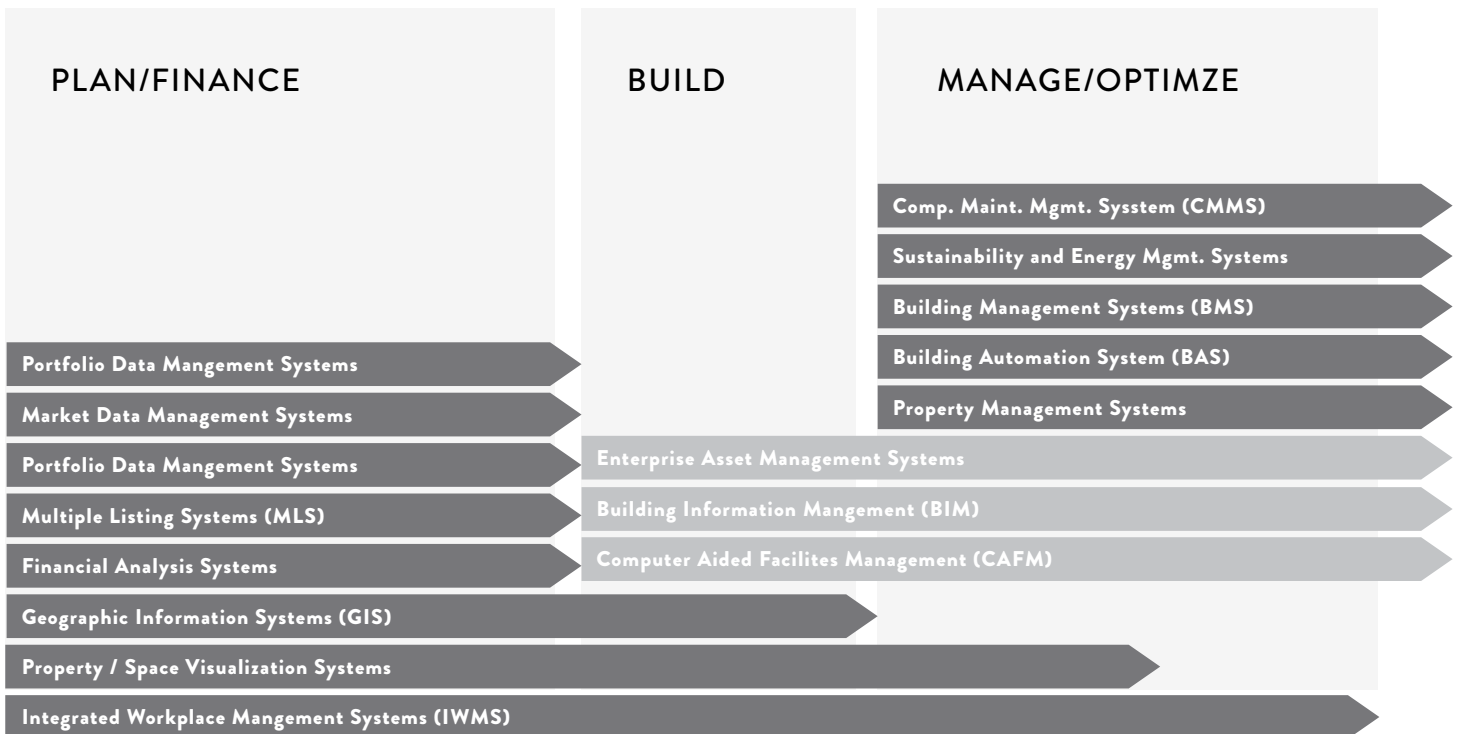 PLAN/FINANCE
BUILD
MANAGE/OPTIMZE
Comp. Maint. Mgmt. Sysstem (CMMS)
Sustainability and Energy Mgmt. Systems
Building Management Systems (BMS)
Building Automation System (BAS)
Property Management Systems
Portfolio Data Mangement Systems
Market Data Management Systems
Portfolio Data Mangement Systems
Multiple Listing Systems (MLS)
Financial Analysis Systems
Enterprise Asset Management Systems
Building Information Mangement (BIM)
Computer Aided Facilites Management (CAFM)
Geographic Information Systems (GIS)
Property / Space Visualization Systems
Integrated Workplace Mangement Systems (IWMS)